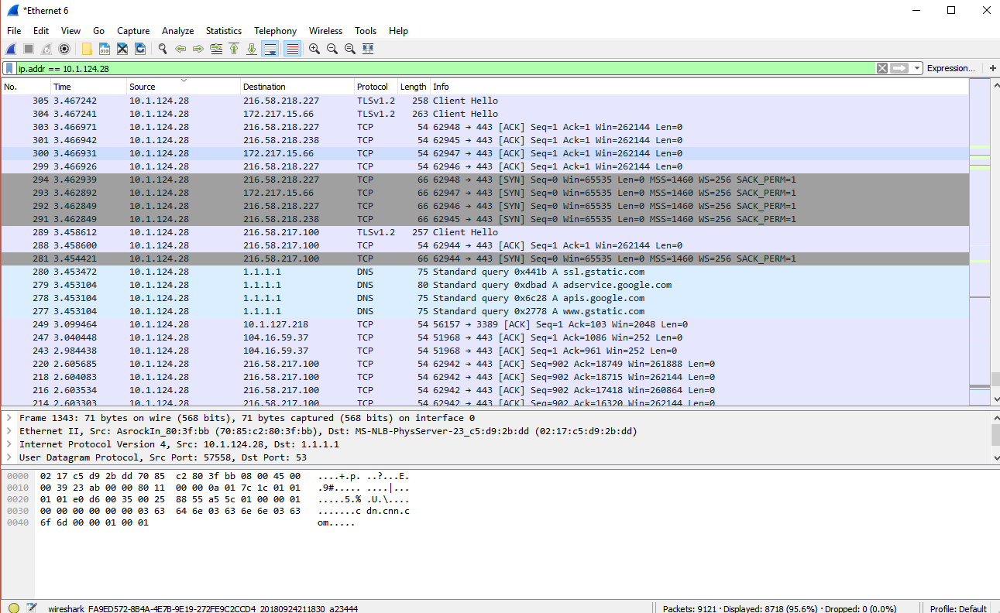 *Ethernet 6
File Edit View Go Capture Analyze Statistics Telephony Wireless Tools Help
ip.addr == 10.1.124.28 Expression... +
No. Time Source Destination Protocol Length Info
305 3.467242 10.1.124.28 216.58.218.227 TLSv1.2 258 Client Hello
304 3.467241 10.1.124.28 172.217.15.66 TLSv1.2 263 Client Hello
303 3.466971 10.1.124.28 216.58.218.227 TCP 54 62948 → 443 [ACK] Seq=1 Ack=1 Win=262144 Len=0
301 3.466942 10.1.124.28 216.58.218.238 TCP 54 62945 → 443 [ACK] Seq=1 Ack=1 Win=262144 Len=0
300 3.466931 10.1.124.28 172.217.15.66 TCP 54 62947 → 443 [ACK] Seq=1 Ack=1 Win=262144 Len=0
299 3.466926 10.1.124.28 216.58.218.227 TCP 54 62946 → 443 [ACK] Seq=1 Ack=1 Win=262144 Len=0
294 3.462939 10.1.124.28 216.58.218.227 TCP 66 62948 → 443 [SYN] Seq=0 Win=65535 Len=0 MSS=1460 WS=256 SACK_PERM=1
293 3.462892 10.1.124.28 172.217.15.66 TCP 66 62947 → 443 [SYN] Seq=0 Win=65535 Len=0 MSS=1460 WS=256 SACK_PERM=1
292 3.462849 10.1.124.28 216.58.218.227 TCP 66 62946 → 443 [SYN] Seq=0 Win=65535 Len=0 MSS=1460 WS=256 SACK_PERM=1
291 3.462849 10.1.124.28 216.58.218.238 TCP 66 62945 → 443 [SYN] Seq=0 Win=65535 Len=0 MSS=1460 WS=256 SACK_PERM=1
289 3.458612 10.1.124.28 216.58.217.100 TLSv1.2 257 Client Hello
288 3.458600 10.1.124.28 216.58.217.100 TCP 54 62944 → 443 [ACK] Seq=1 Ack=1 Win=262144 Len=0
281 3.454421 10.1.124.28 216.58.217.100 TCP 66 62944 → 443 [SYN] Seq=0 Win=65535 Len=0 MSS=1460 WS=256 SACK_PERM=1
280 3.453472 10.1.124.28 1.1.1.1 DNS 75 Standard query 0x441b A ssl.gstatic.com
279 3.453104 10.1.124.28 1.1.1.1 DNS 80 Standard query 0xdbad A adservice.google.com
278 3.453104 10.1.124.28 1.1.1.1 DNS 75 Standard query 0x6c28 A apis.google.com
277 3.453104 10.1.124.28 1.1.1.1 DNS 75 Standard query 0x2778 A www.gstatic.com
249 3.099464 10.1.124.28 10.1.127.218 TCP 54 56157 → 3389 [ACK] Seq=1 Ack=103 Win=2048 Len=0
247 3.040448 10.1.124.28 104.16.59.37 TCP 54 51968 → 443 [ACK] Seq=1 Ack=1086 Win=252 Len=0
243 2.984438 10.1.124.28 104.16.59.37 TCP 54 51968 → 443 [ACK] Seq=1 Ack=961 Win=252 Len=0
220 2.605685 10.1.124.28 216.58.217.100 TCP 54 62942 → 443 [ACK] Seq=902 Ack=18749 Win=261888 Len=0
218 2.604083 10.1.124.28 216.58.217.100 TCP 54 62942 → 443 [ACK] Seq=902 Ack=18715 Win=262144 Len=0
216 2.603534 10.1.124.28 216.58.217.100 TCP 54 62942 → 443 [ACK] Seq=902 Ack=17418 Win=260864 Len=0
214 2.603303 10.1.124.28 216.58.217.100 TCP 54 62942 → 443 [ACK] Seq=902 Ack=16320 Win=262144 Len=0
Frame 1343: 71 bytes on wire (568 bits), 71 bytes captured (568 bits) on interface 0
Ethernet II, Src: AsrockIn_80:3f:bb (70:85:c2:80:3f:bb), Dst: MS-NLB-PhysServer-23_c5:d9:2b:dd (02:17:c5:d9:2b:dd)
Internet Protocol Version 4, Src: 10.1.124.28, Dst: 1.1.1.1
User Datagram Protocol, Src Port: 57558, Dst Port: 53
0000 02 17 c5 d9 2b dd 70 85 c2 80 3f bb 08 00 45 00 ....+.p. ..?...E.
0010 00 39 23 ab 00 00 80 11 00 00 0a 01 7c 1c 01 01 .9#..... ....|...
0020 01 01 e0 d6 00 35 00 25 88 55 a5 5c 01 00 00 01 .....5.% .U.\....
0030 00 00 00 00 00 00 03 63 64 6e 03 63 6e 6e 03 63 .......c dn.cnn.c
0040 6f 6d 00 00 01 00 01 om.....
wireshark_FA9ED572-8B4A-4E7B-9E19-272FE9C2CCD4_20180924211830_a23444 Packets: 9121 · Displayed: 8718 (95.6%) · Dropped: 0 (0.0%) Profile: Default